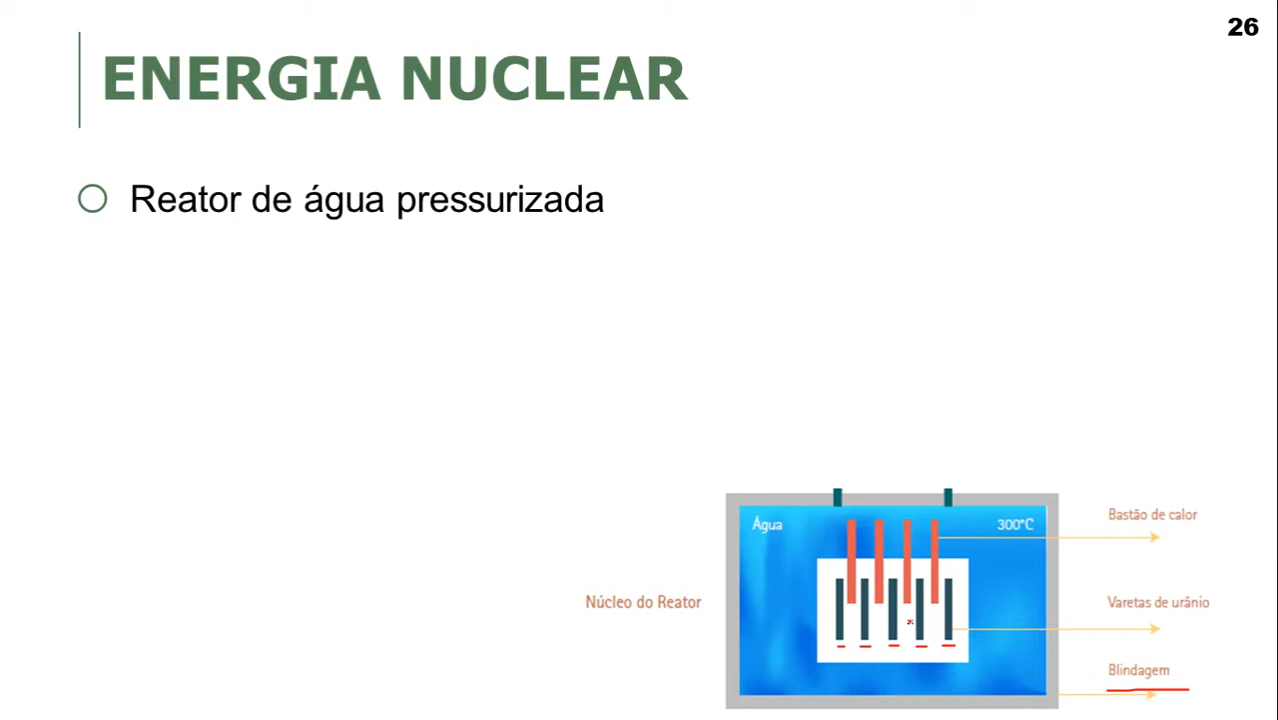 26
ENERGIA NUCLEAR
Reator de água pressurizada
Água
300°C
Bastão de calor
Núcleo do Reator
Varetas de urânio
Blindagem